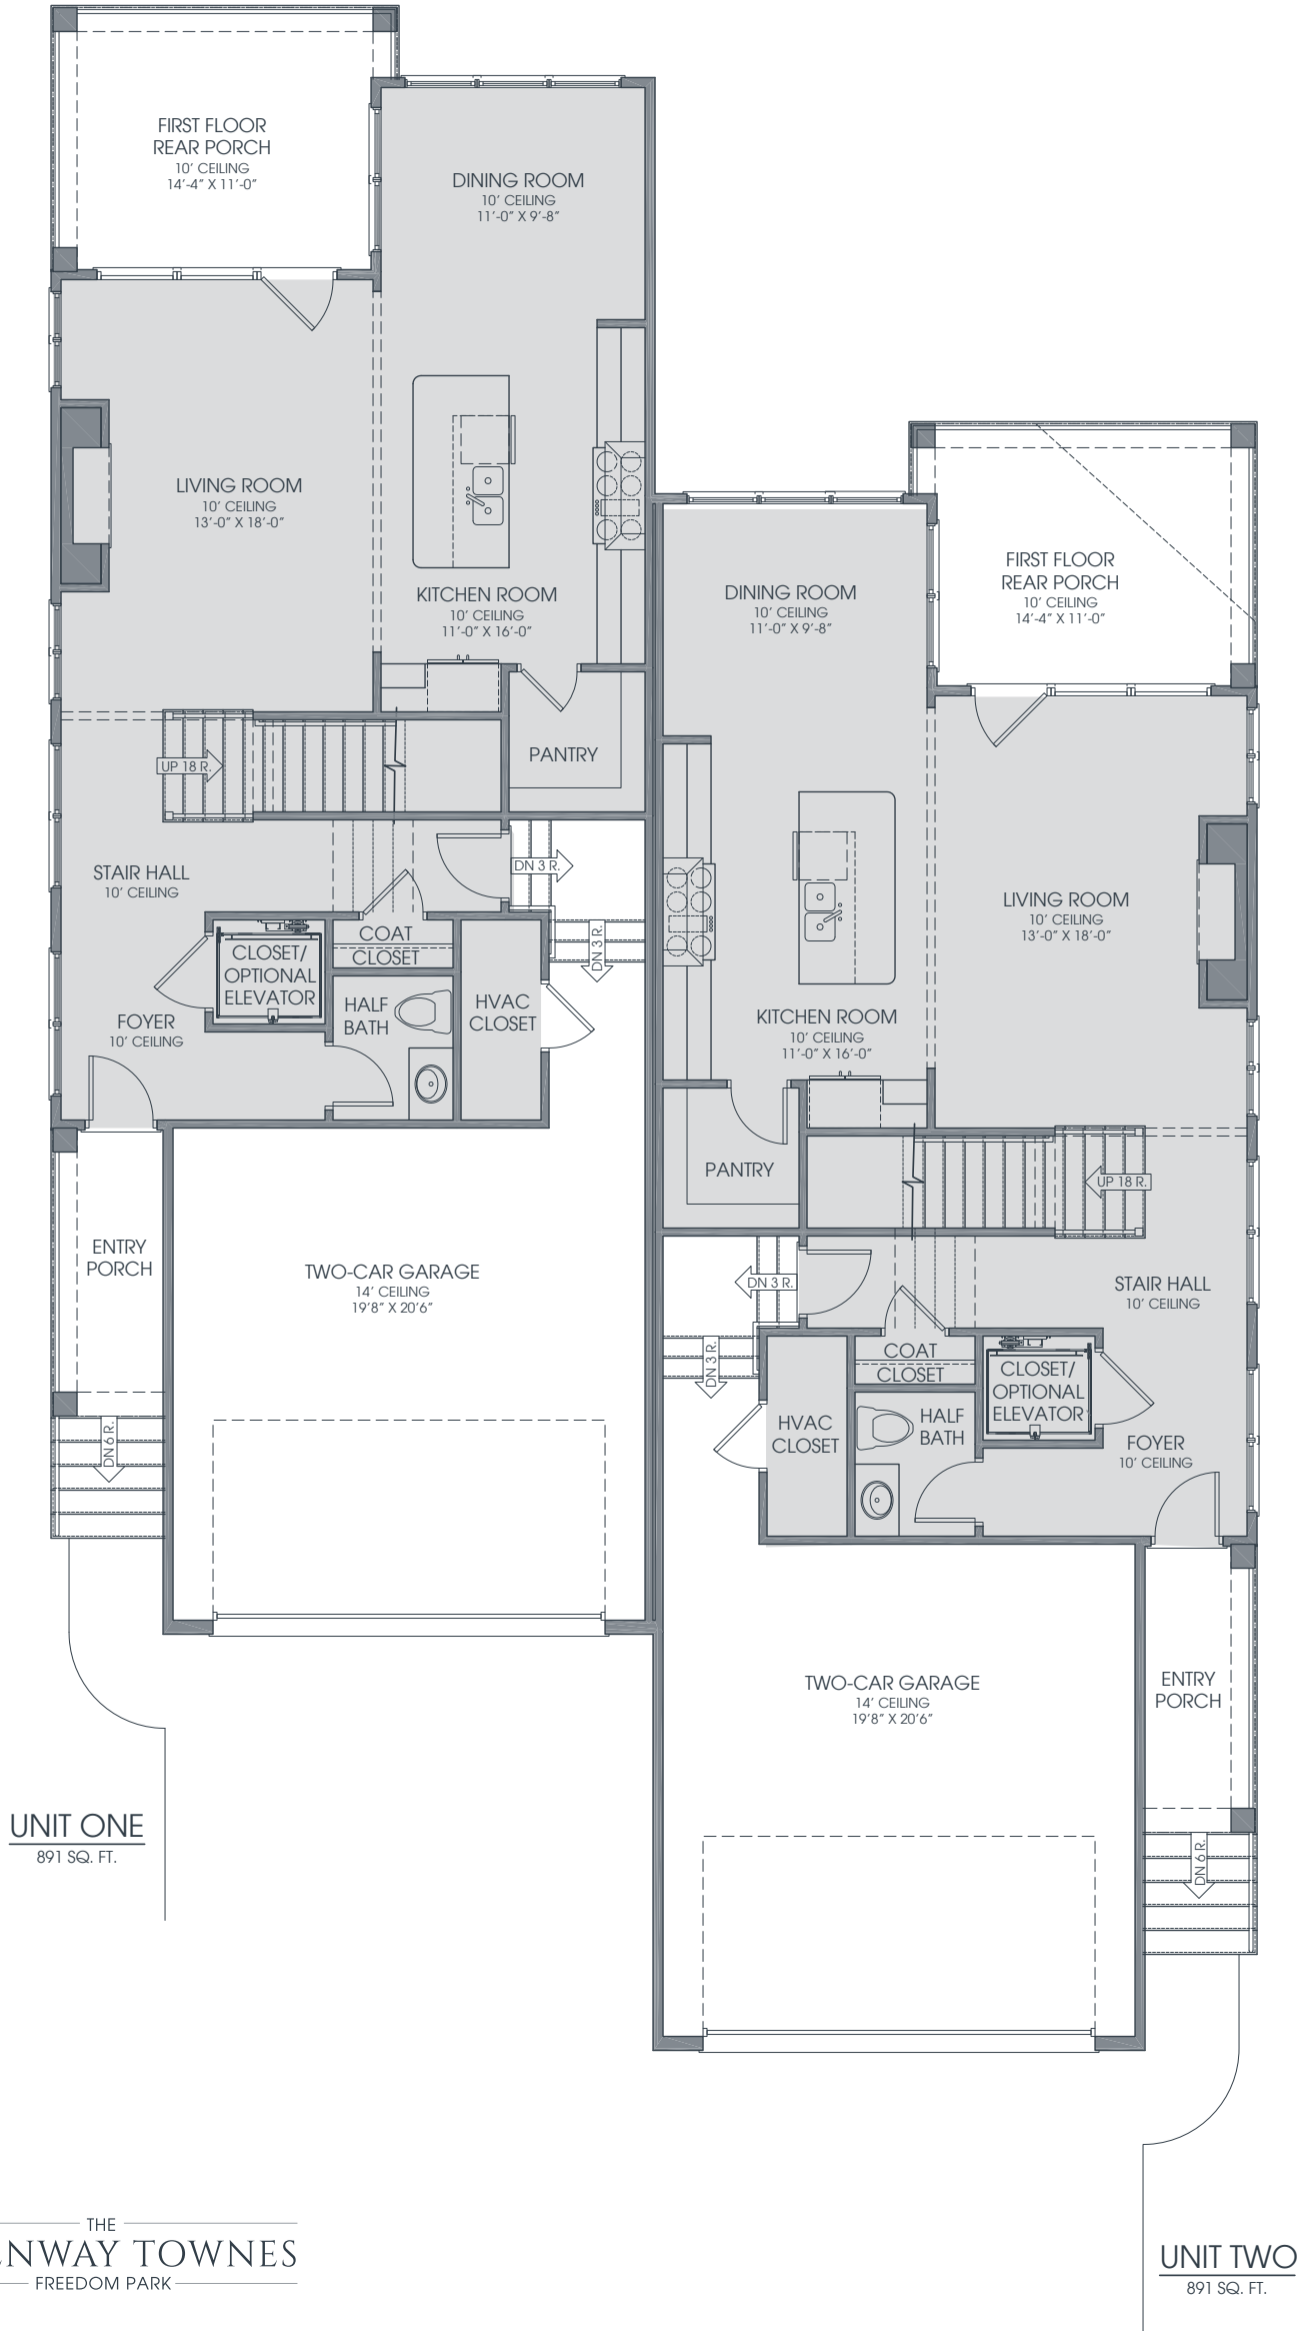 FIRST FLOOR
REAR PORCH
10' CEILING
14'-4" X 11'-0"
DINING ROOM
10' CEILING
11'-0" X 9'-8"
LIVING ROOM
10' CEILING
13'-0" X 18'-0"
KITCHEN ROOM
10' CEILING
11'-0" X 16'-0"
PANTRY
UP 18 R.
STAIR HALL
10' CEILING
DN 3 R.
DN 3 R.
COAT
CLOSET
CLOSET/
OPTIONAL
ELEVATOR
HALF
BATH
HVAC
CLOSET
FOYER
10' CEILING
ENTRY
PORCH
TWO-CAR GARAGE
14' CEILING
19'8" X 20'6"
DN 6 R.
UNIT ONE
891 SQ. FT.
FIRST FLOOR
REAR PORCH
10' CEILING
14'-4" X 11'-0"
DINING ROOM
10' CEILING
11'-0" X 9'-8"
LIVING ROOM
10' CEILING
13'-0" X 18'-0"
KITCHEN ROOM
10' CEILING
11'-0" X 16'-0"
PANTRY
UP 18 R.
STAIR HALL
10' CEILING
DN 3 R.
DN 3 R.
COAT
CLOSET
CLOSET/
OPTIONAL
ELEVATOR
HALF
BATH
HVAC
CLOSET
FOYER
10' CEILING
ENTRY
PORCH
TWO-CAR GARAGE
14' CEILING
19'8" X 20'6"
DN 6 R.
UNIT TWO
891 SQ. FT.
THE
ENWAY TOWNES
FREEDOM PARK